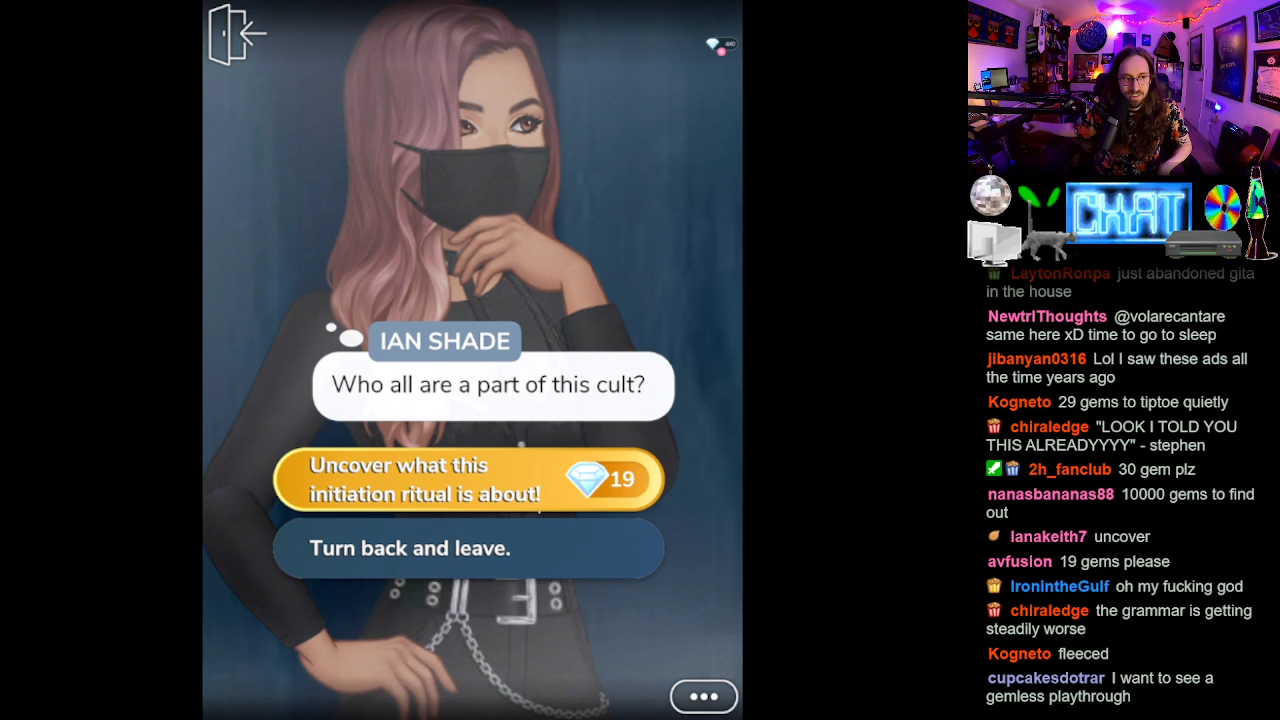 440
IAN SHADE
Who all are a part of this cult?
Uncover what this
initiation ritual is about!
19
Turn back and leave.
CHAT
LaytonRonpa just abandoned gita
in the house
NewtrIThoughts @volarecantare
same here xD time to go to sleep
jibanyan0316 Lol I saw these ads all
the time years ago
Kogneto 29 gems to tiptoe quietly
chiraledge "LOOK I TOLD YOU
THIS ALREADYYYY" - stephen
2h_fanclub 30 gem plz
nanasbananas88 10000 gems to find
out
lanakeith7 uncover
avfusion 19 gems please
IronintheGulf oh my fucking god
chiraledge the grammar is getting
steadily worse
Kogneto fleeced
cupcakesdotrar I want to see a
gemless playthrough